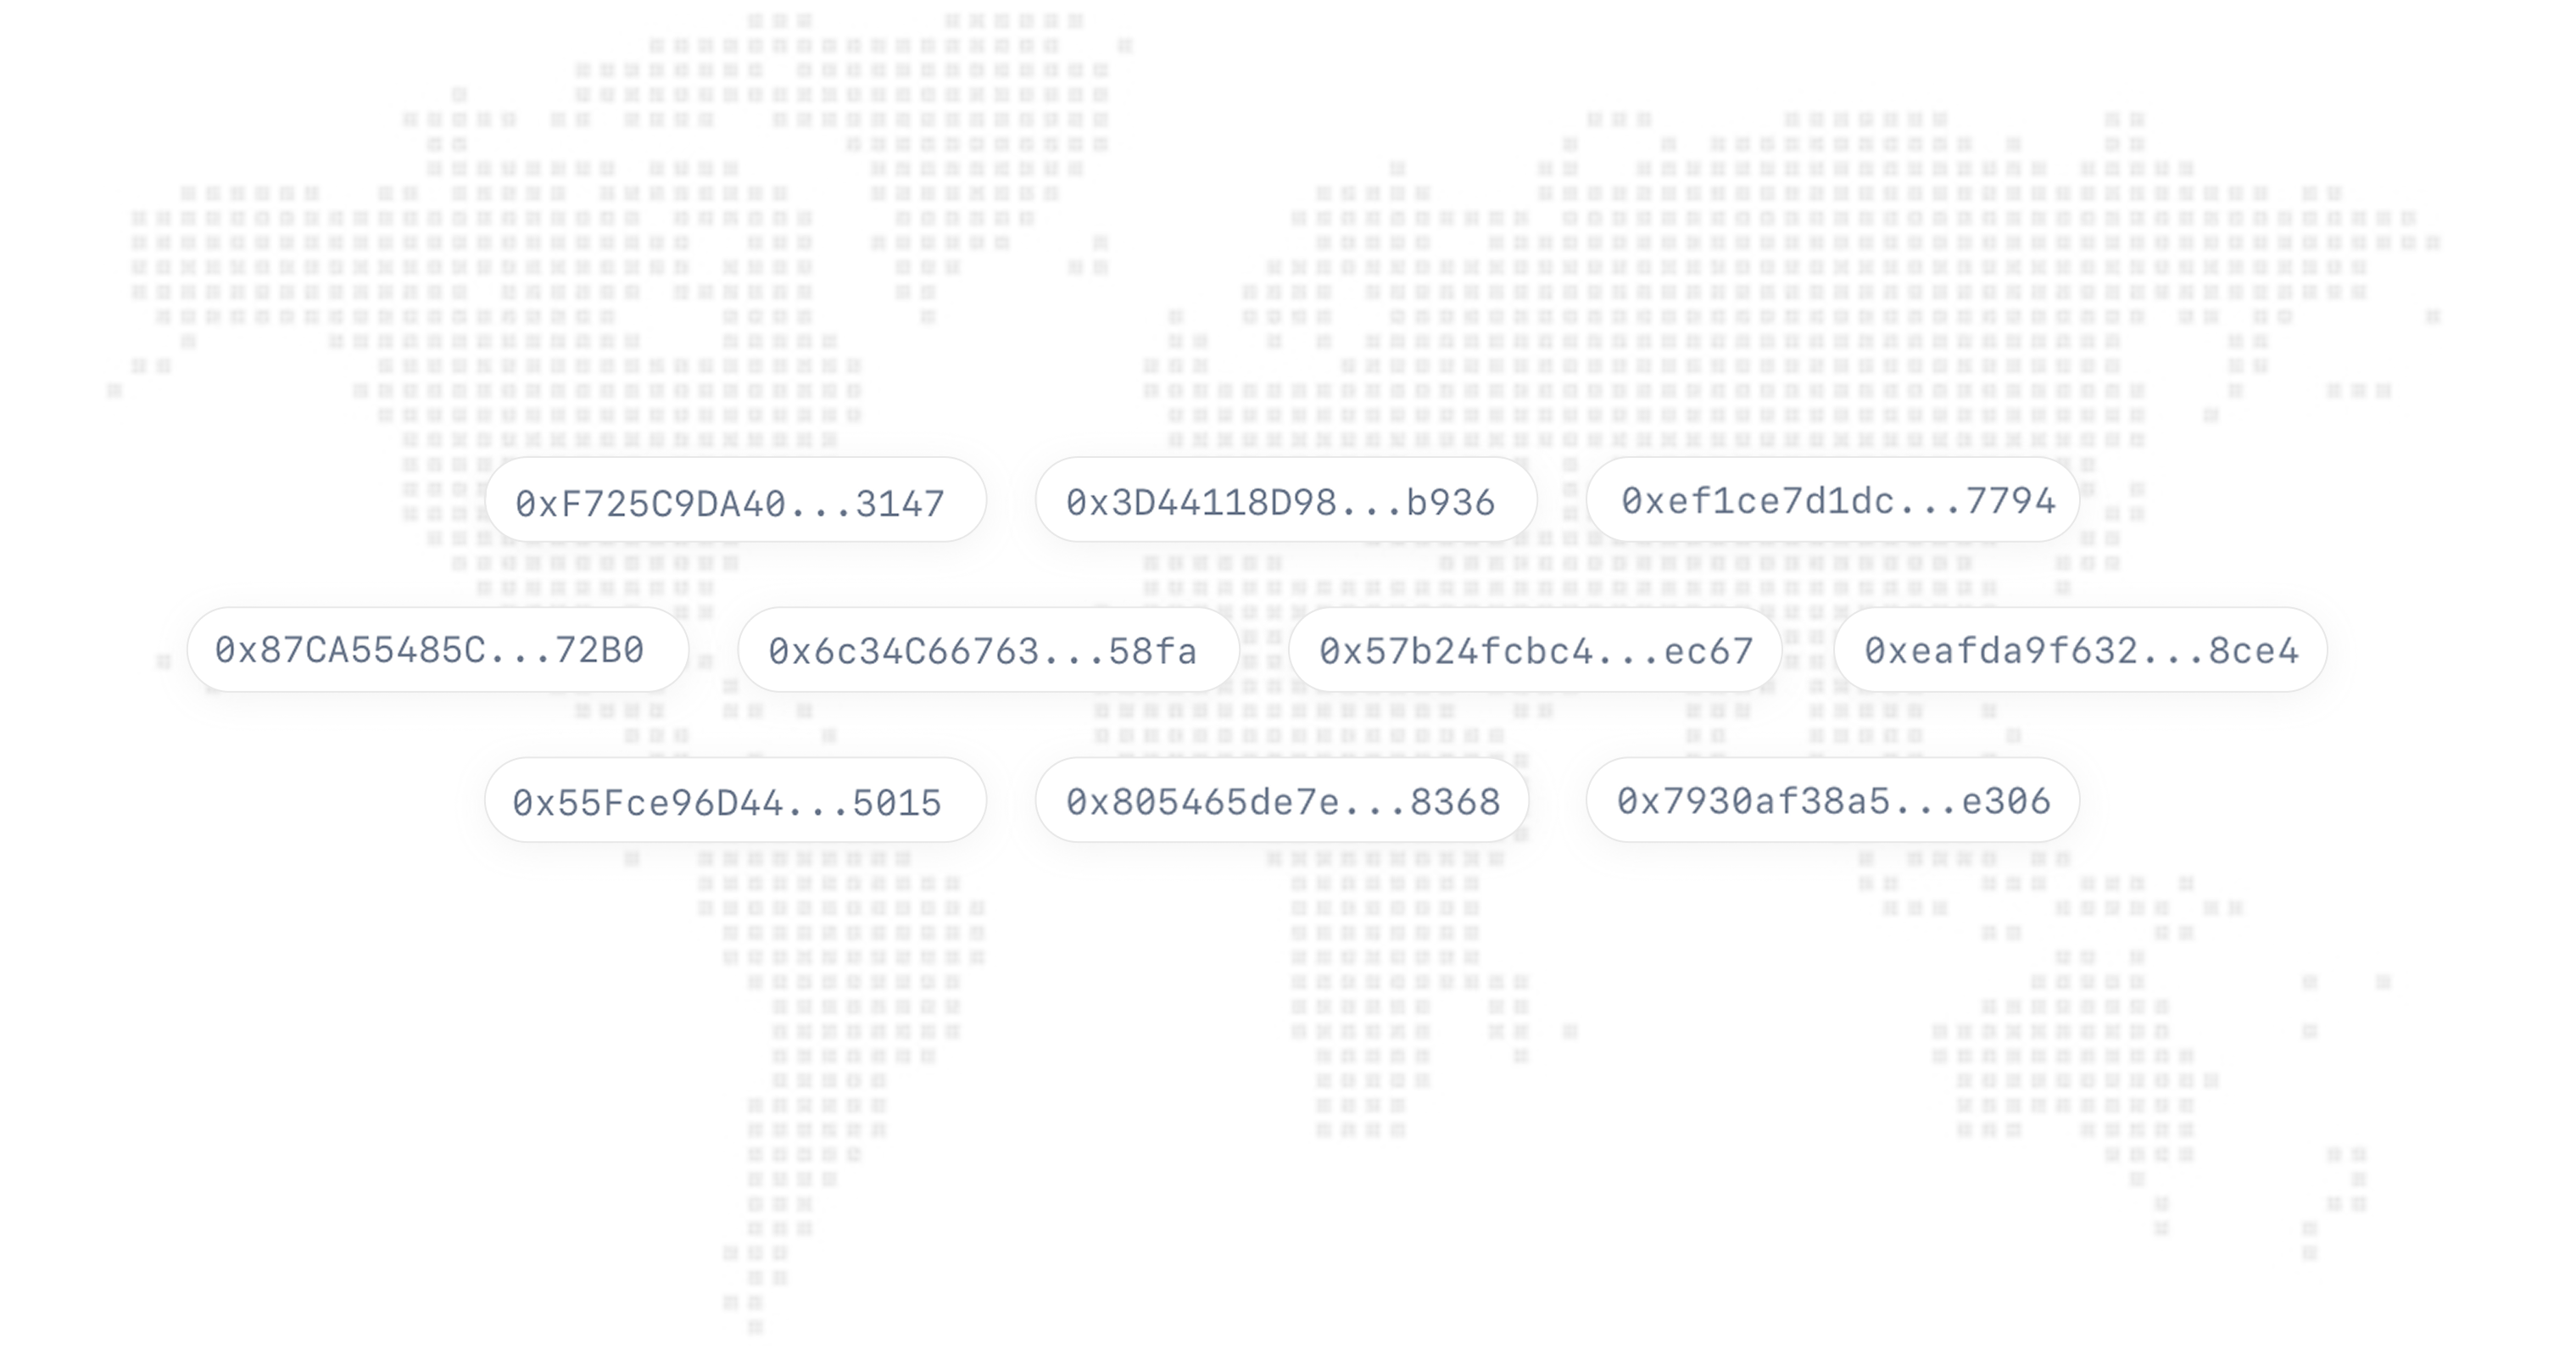 0xF725C9DA40...3147
0x3D44118D98...b936
0xef1ce7d1dc...7794
0x87CA55485C...72B0
0x6c34C66763...58fa
0x57b24fcbc4...ec67
0xeafda9f632...8ce4
0x55Fce96D44...5015
0x805465de7e...8368
0x7930af38a5...e306